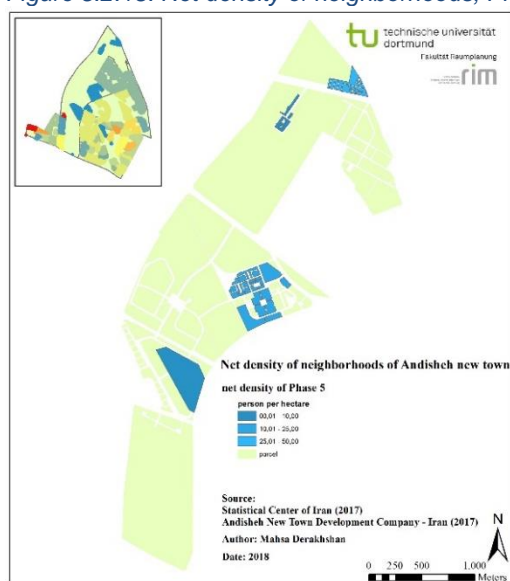 technische universität
dortmund
Fakultät Raumplanung
rim
Net density of neighborhoods of Andisheh new town
net density of Phase 5
person per hectare
00,01 - 10,00
10,01 - 25,00
25,01 - 50,00
parcel
Source:
Statistical Center of Iran (2017)
Andisheh New Town Development Company - Iran (2017)
Author: Mahsa Derakhshan
Date: 2018
N
0 250 500 1.000
Meters